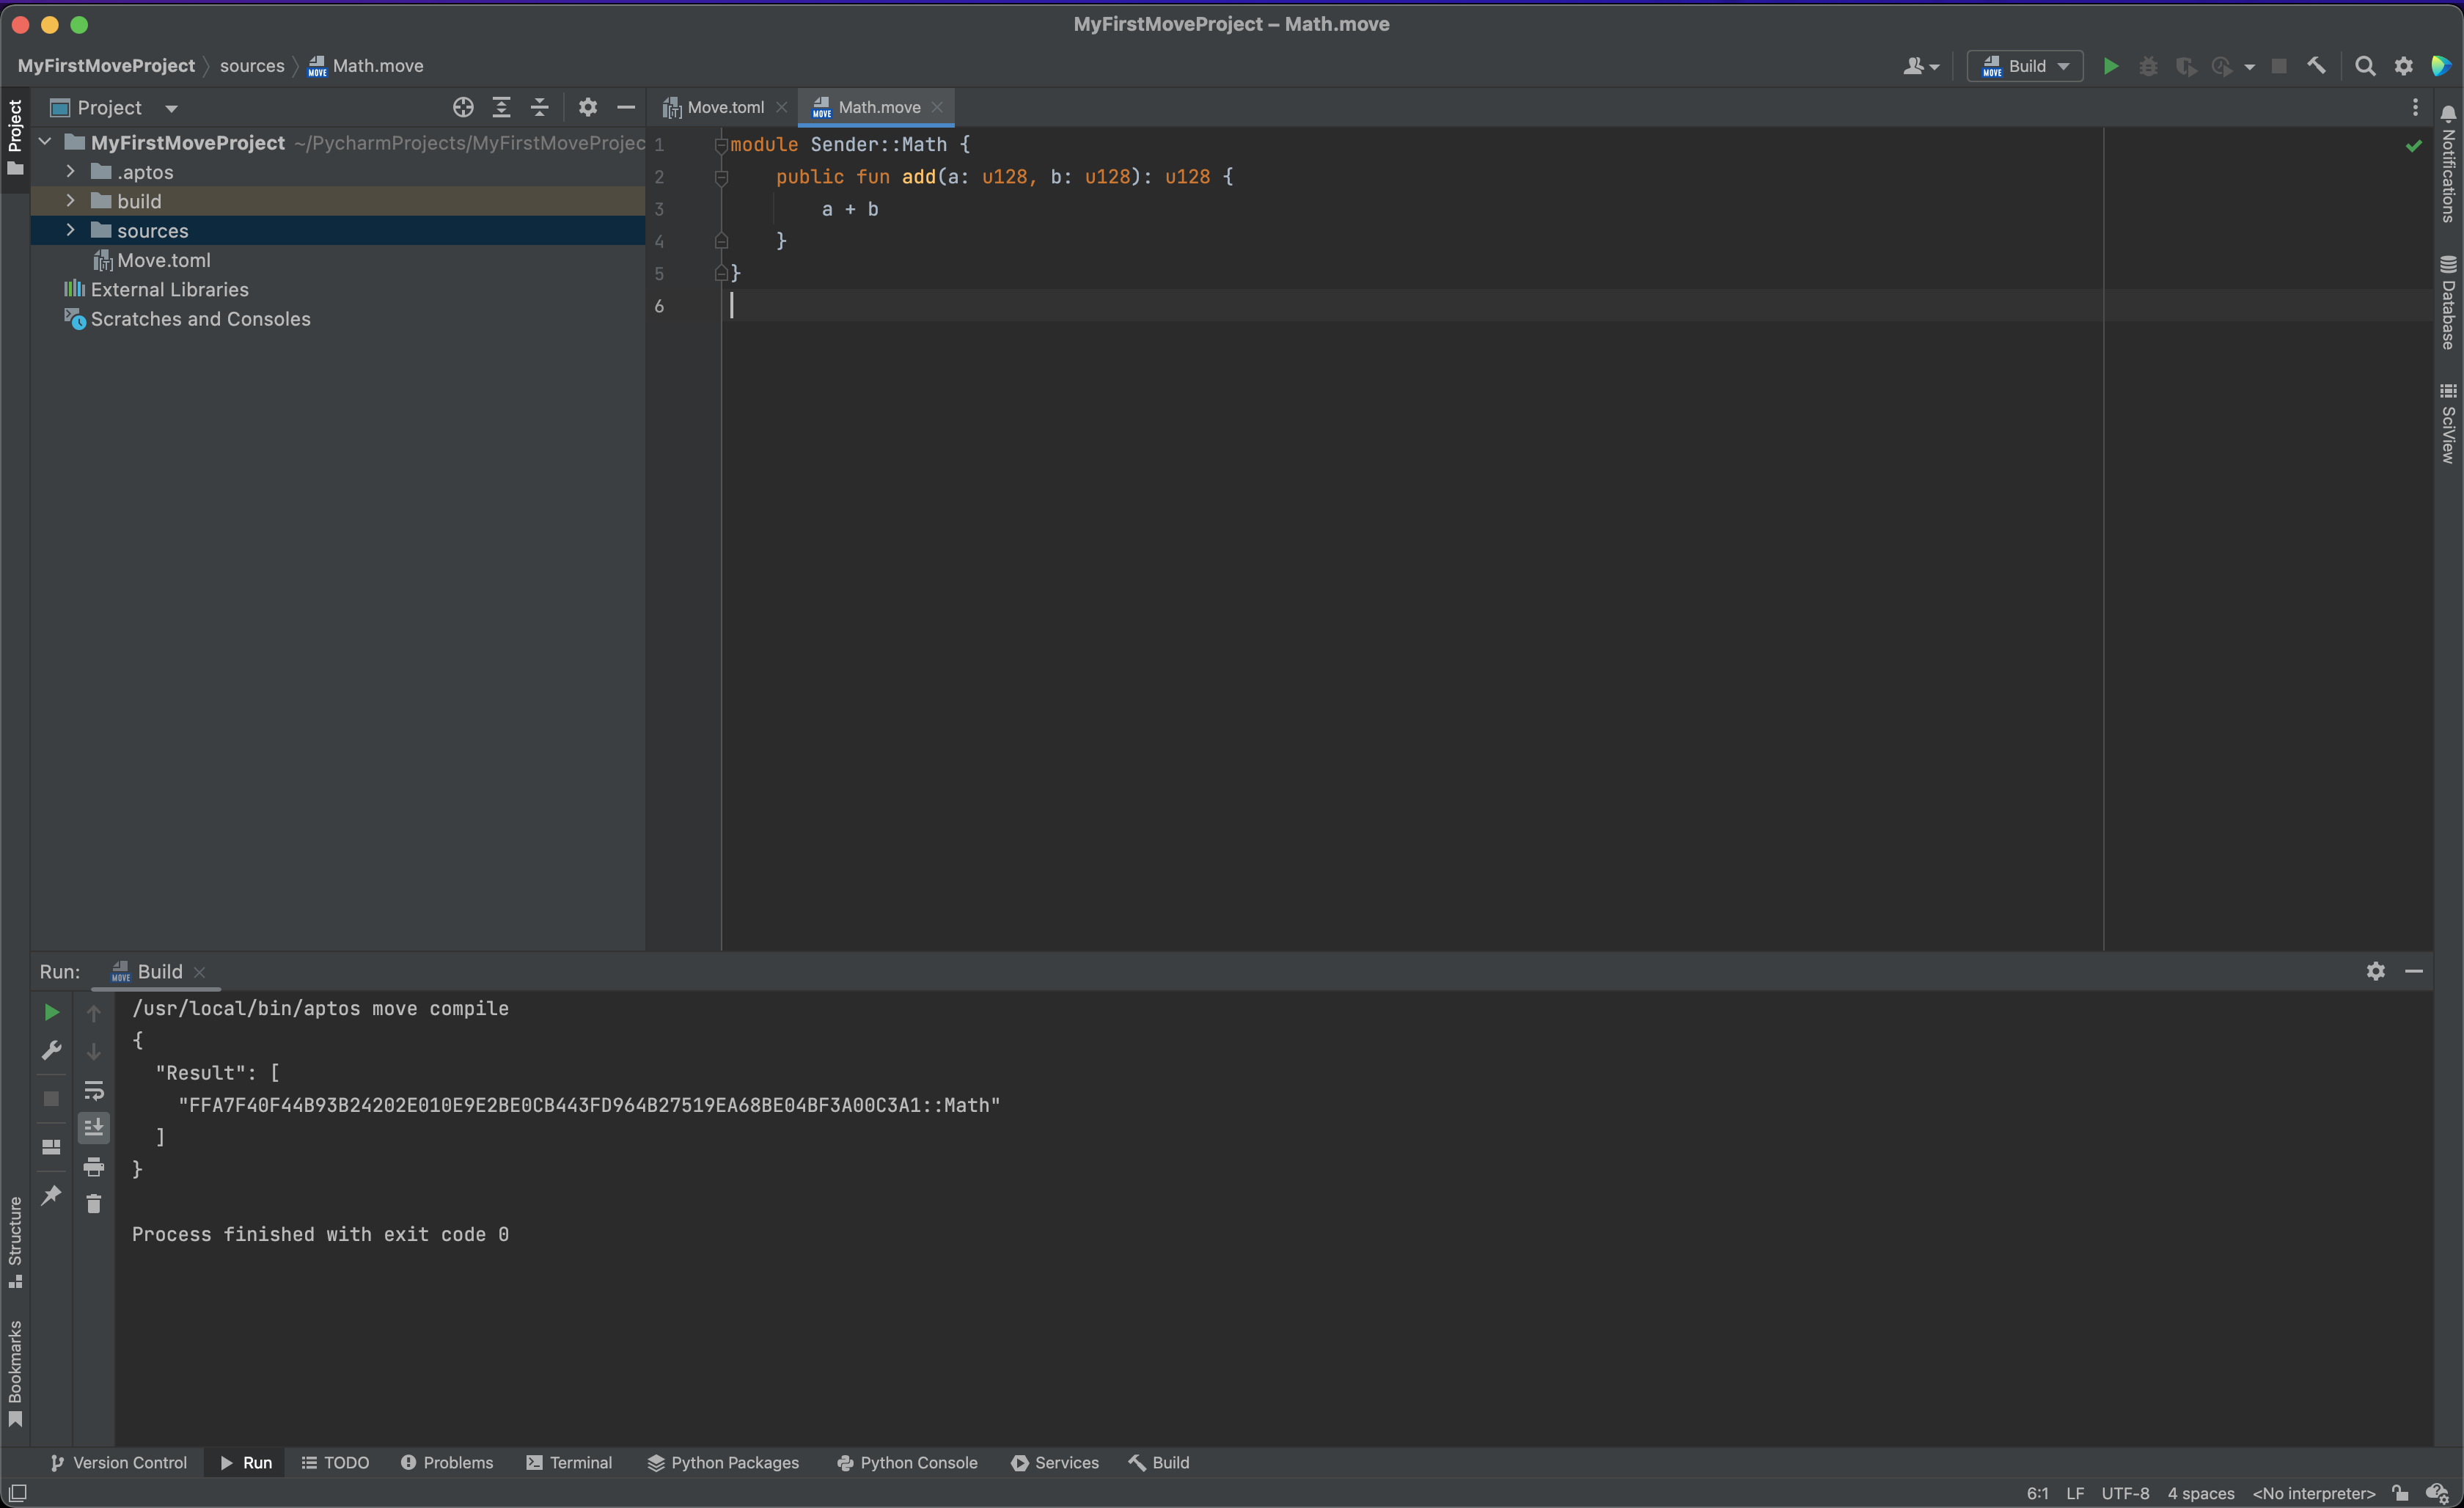 MyFirstMoveProject – Math.move
MyFirstMoveProject sources MOVE Math.move
MOVE Build
Project
Project
Move.toml
MOVE Math.move
MyFirstMoveProject ~/PycharmProjects/MyFirstMoveProjec
.aptos
build
sources
Move.toml
External Libraries
Scratches and Consoles
1 module Sender::Math {
2 public fun add(a: u128, b: u128): u128 {
3 a + b
4 }
5 }
6
Notifications
Database
SciView
Run: MOVE Build
/usr/local/bin/aptos move compile
{
"Result": [
"FFA7F40F44B93B24202E010E9E2BE0CB443FD964B27519EA68BE04BF3A00C3A1::Math"
]
}
Process finished with exit code 0
Structure
Bookmarks
Version Control Run TODO Problems Terminal Python Packages Python Console Services Build
6:1 LF UTF-8 4 spaces <No interpreter>